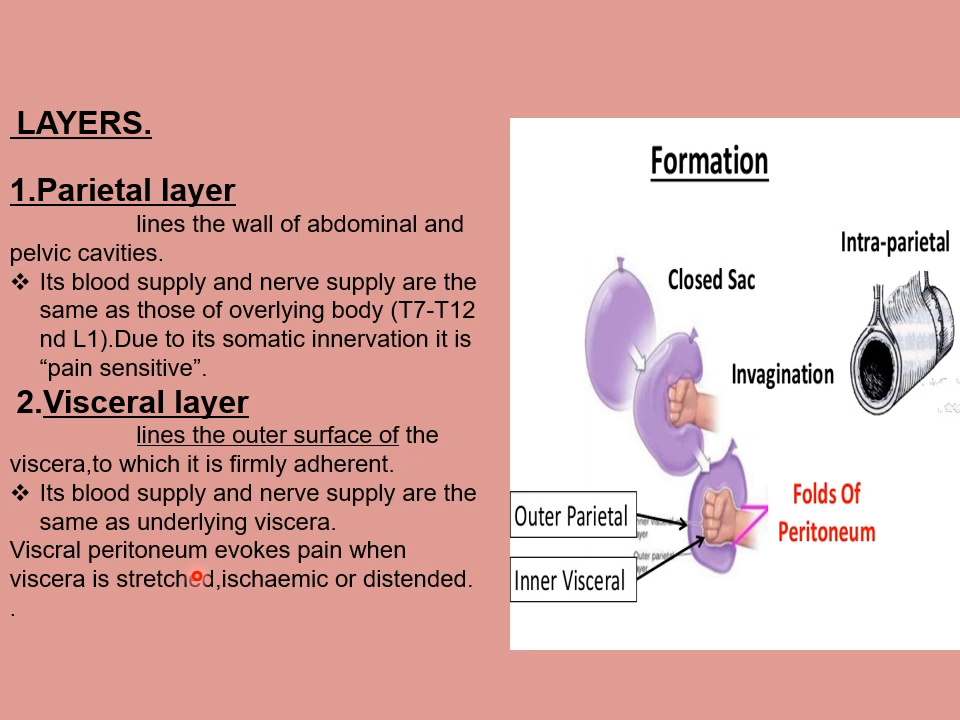 LAYERS.
1.Parietal layer
lines the wall of abdominal and
pelvic cavities.
❖ Its blood supply and nerve supply are the
same as those of overlying body (T7-T12
nd L1).Due to its somatic innervation it is
“pain sensitive”.
2.Visceral layer
lines the outer surface of the
viscera,to which it is firmly adherent.
❖ Its blood supply and nerve supply are the
same as underlying viscera.
Viscral peritoneum evokes pain when
viscera is stretched,ischaemic or distended.
.
Formation
Intra-parietal
Closed Sac
Invagination
Folds Of
Peritoneum
Outer Parietal
Inner Visceral
layer
Outer parietal
layer